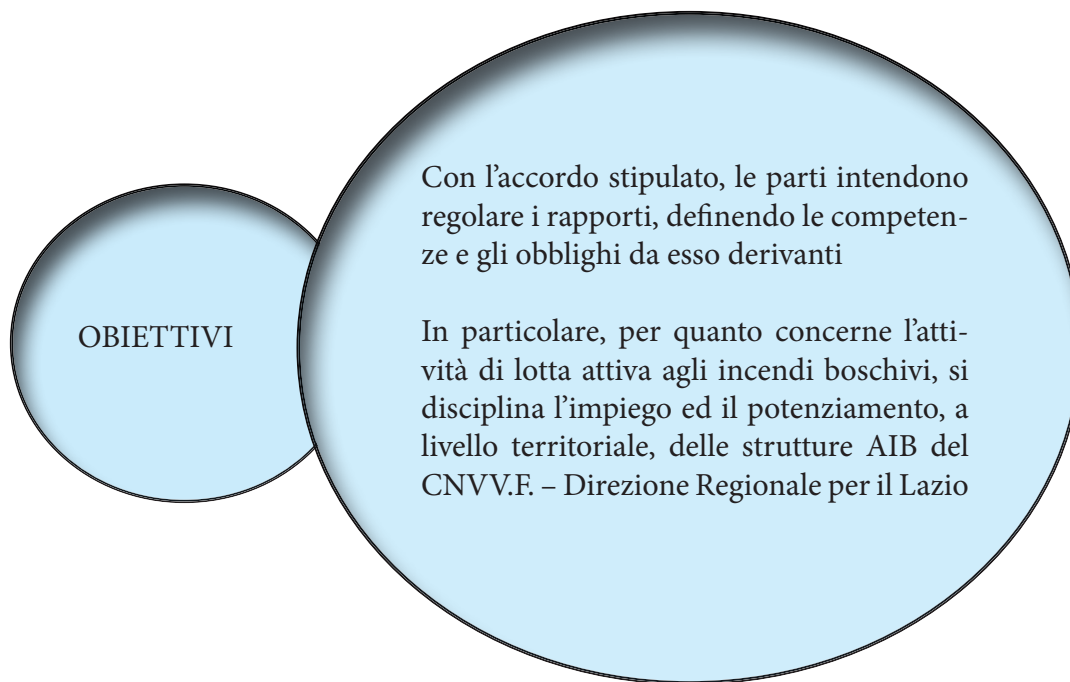 OBIETTIVI
Con l’accordo stipulato, le parti intendono
regolare i rapporti, definendo le competen-
ze e gli obblighi da esso derivanti
In particolare, per quanto concerne l’atti-
vità di lotta attiva agli incendi boschivi, si
disciplina l’impiego ed il potenziamento, a
livello territoriale, delle strutture AIB del
CNVV.F. – Direzione Regionale per il Lazio